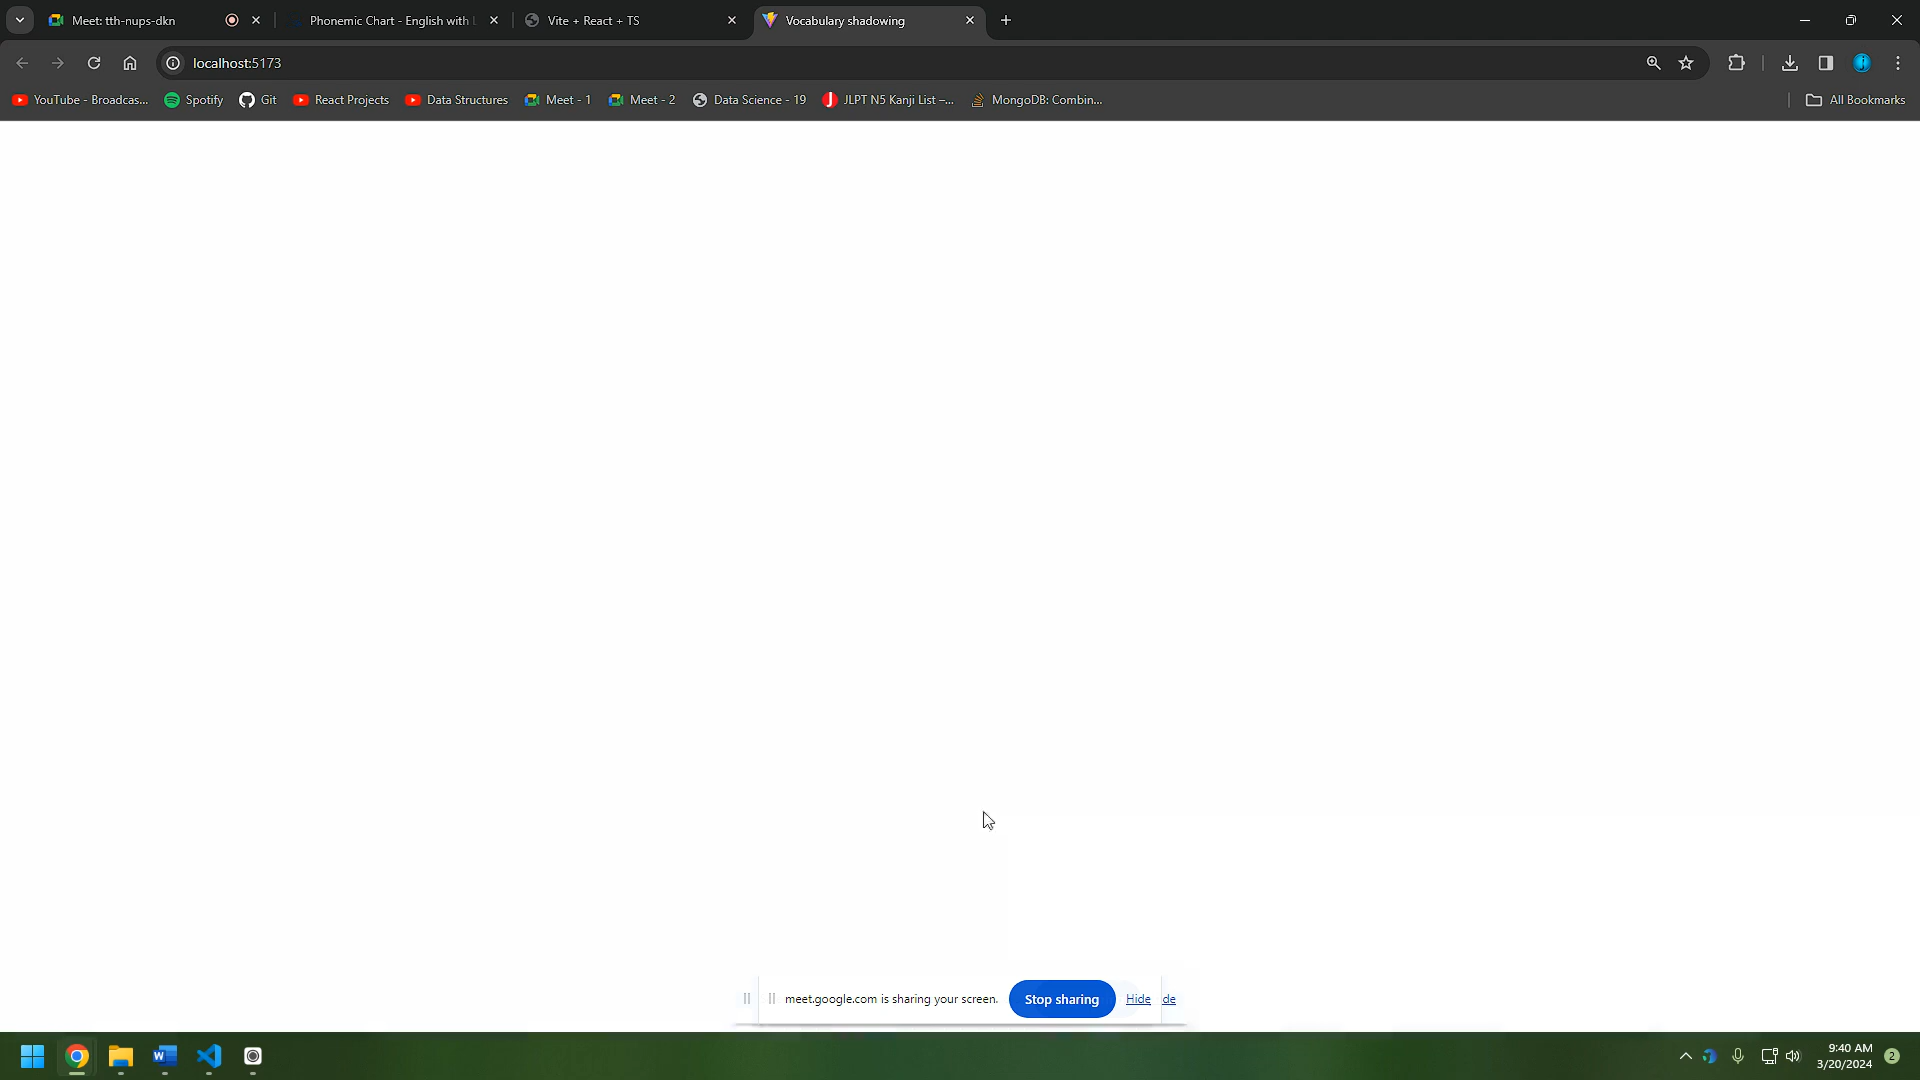 Meet: tth-nups-dkn
Phonemic Chart - English with
Vite + React + TS
Vocabulary shadowing
localhost:5173
YouTube - Broadcas...
Spotify
Git
React Projects
Data Structures
Meet - 1
Meet - 2
Data Science - 19
JLPT N5 Kanji List –...
MongoDB: Combin...
All Bookmarks
meet.google.com is sharing your screen.
Stop sharing
Hide
de
9:40 AM
3/20/2024
2